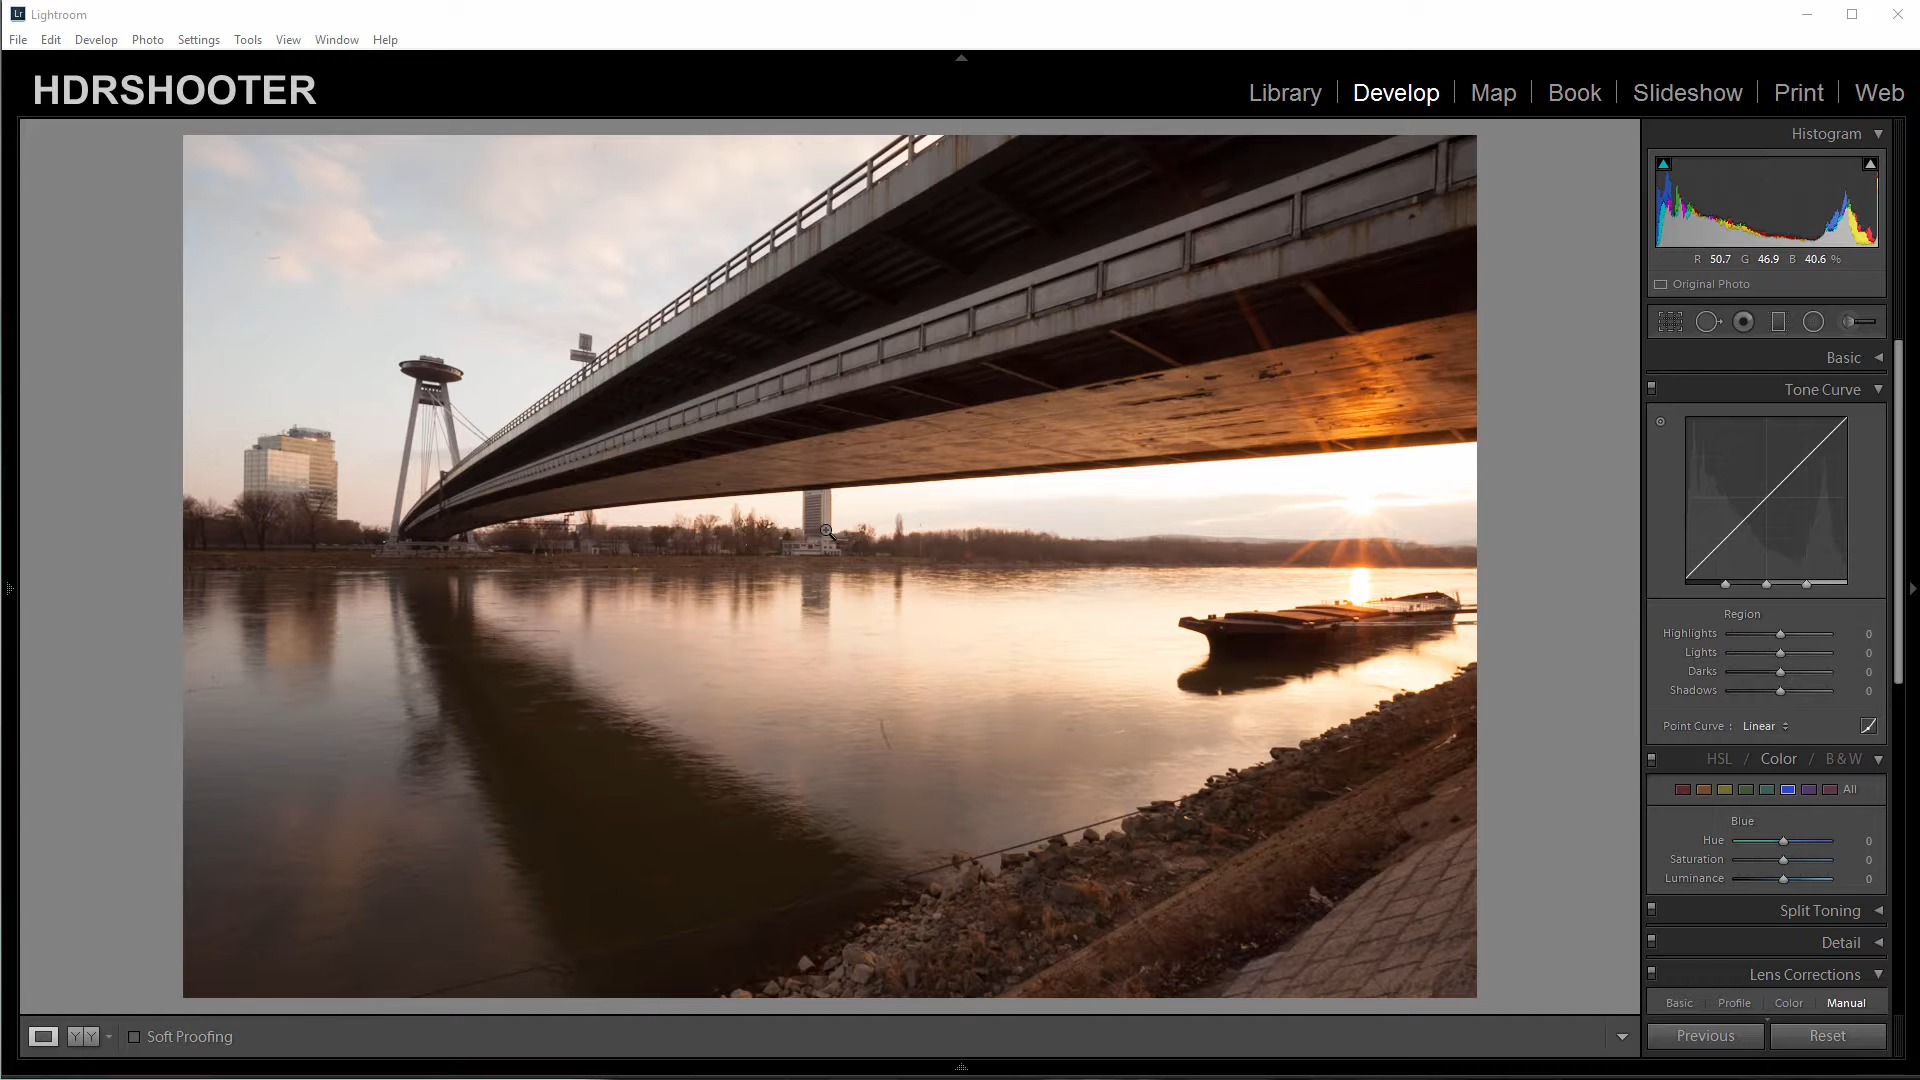 Lr Lightroom
File Edit Develop Photo Settings Tools View Window Help
HDRSHOOTER
Library Develop Map Book Slideshow Print Web
Histogram
R 50.7 G 46.9 B 40.6 %
Original Photo
Basic
Tone Curve
Region
Highlights 0
Lights 0
Darks 0
Shadows 0
Point Curve : Linear
HSL / Color / B & W
All
Blue
Hue 0
Saturation 0
Luminance 0
Split Toning
Detail
Lens Corrections
Basic Profile Color Manual
Y Y Soft Proofing
Previous Reset